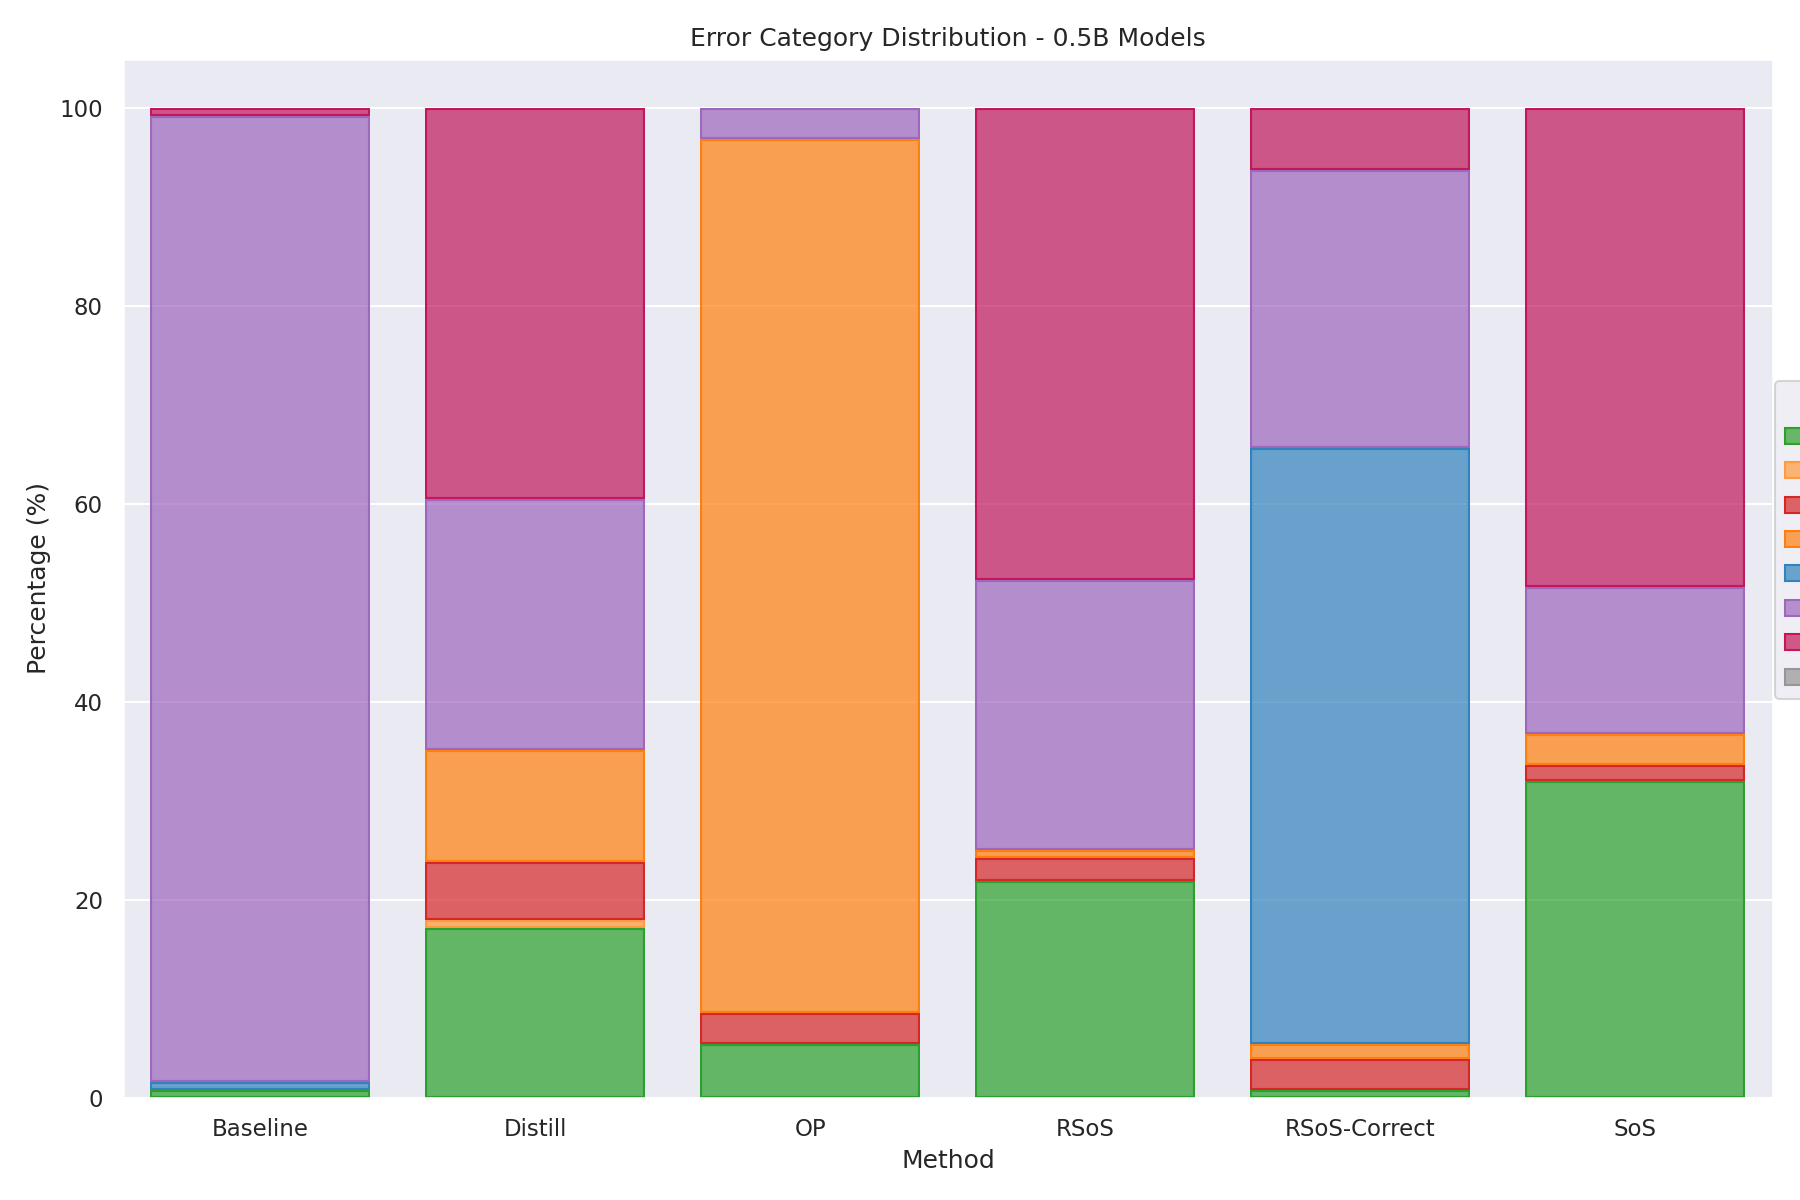 Error Category Distribution - 0.5B Models
Percentage (%)
100
80
60
40
20
0
Baseline
Distill
OP
RSoS
RSoS-Correct
SoS
Method